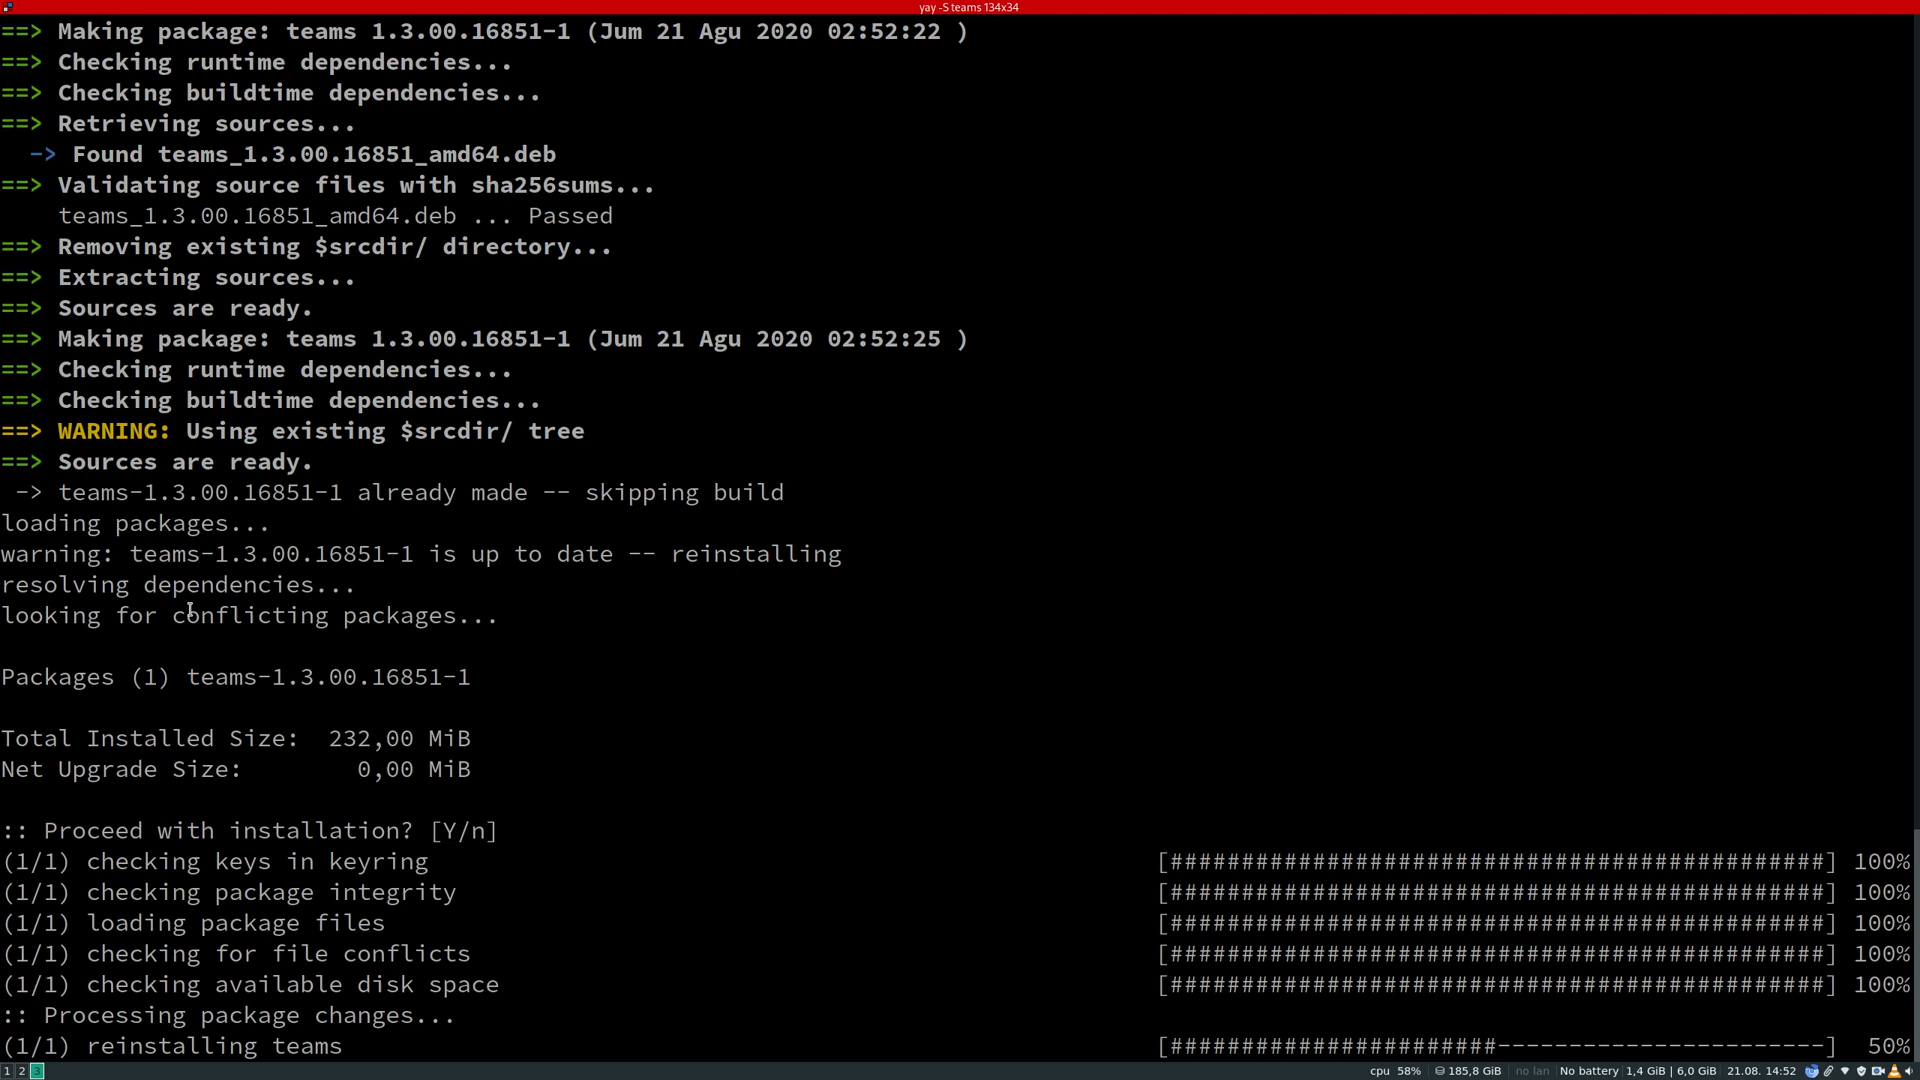 yay -S teams 134x34
==> Making package: teams 1.3.00.16851-1 (Jum 21 Agu 2020 02:52:22 )
==> Checking runtime dependencies...
==> Checking buildtime dependencies...
==> Retrieving sources...
  -> Found teams_1.3.00.16851_amd64.deb
==> Validating source files with sha256sums...
    teams_1.3.00.16851_amd64.deb ... Passed
==> Removing existing $srcdir/ directory...
==> Extracting sources...
==> Sources are ready.
==> Making package: teams 1.3.00.16851-1 (Jum 21 Agu 2020 02:52:25 )
==> Checking runtime dependencies...
==> Checking buildtime dependencies...
==> WARNING: Using existing $srcdir/ tree
==> Sources are ready.
 -> teams-1.3.00.16851-1 already made -- skipping build
loading packages...
warning: teams-1.3.00.16851-1 is up to date -- reinstalling
resolving dependencies...
looking for conflicting packages...
Packages (1) teams-1.3.00.16851-1
Total Installed Size:  232,00 MiB
Net Upgrade Size:        0,00 MiB
:: Proceed with installation? [Y/n]
(1/1) checking keys in keyring [##############################################] 100%
(1/1) checking package integrity [##############################################] 100%
(1/1) loading package files [##############################################] 100%
(1/1) checking for file conflicts [##############################################] 100%
(1/1) checking available disk space [##############################################] 100%
:: Processing package changes...
(1/1) reinstalling teams [#######################-----------------------] 50%
1 2 3 cpu 58% 185,8 GiB no lan No battery 1,4 GiB | 6,0 GiB 21.08. 14:52